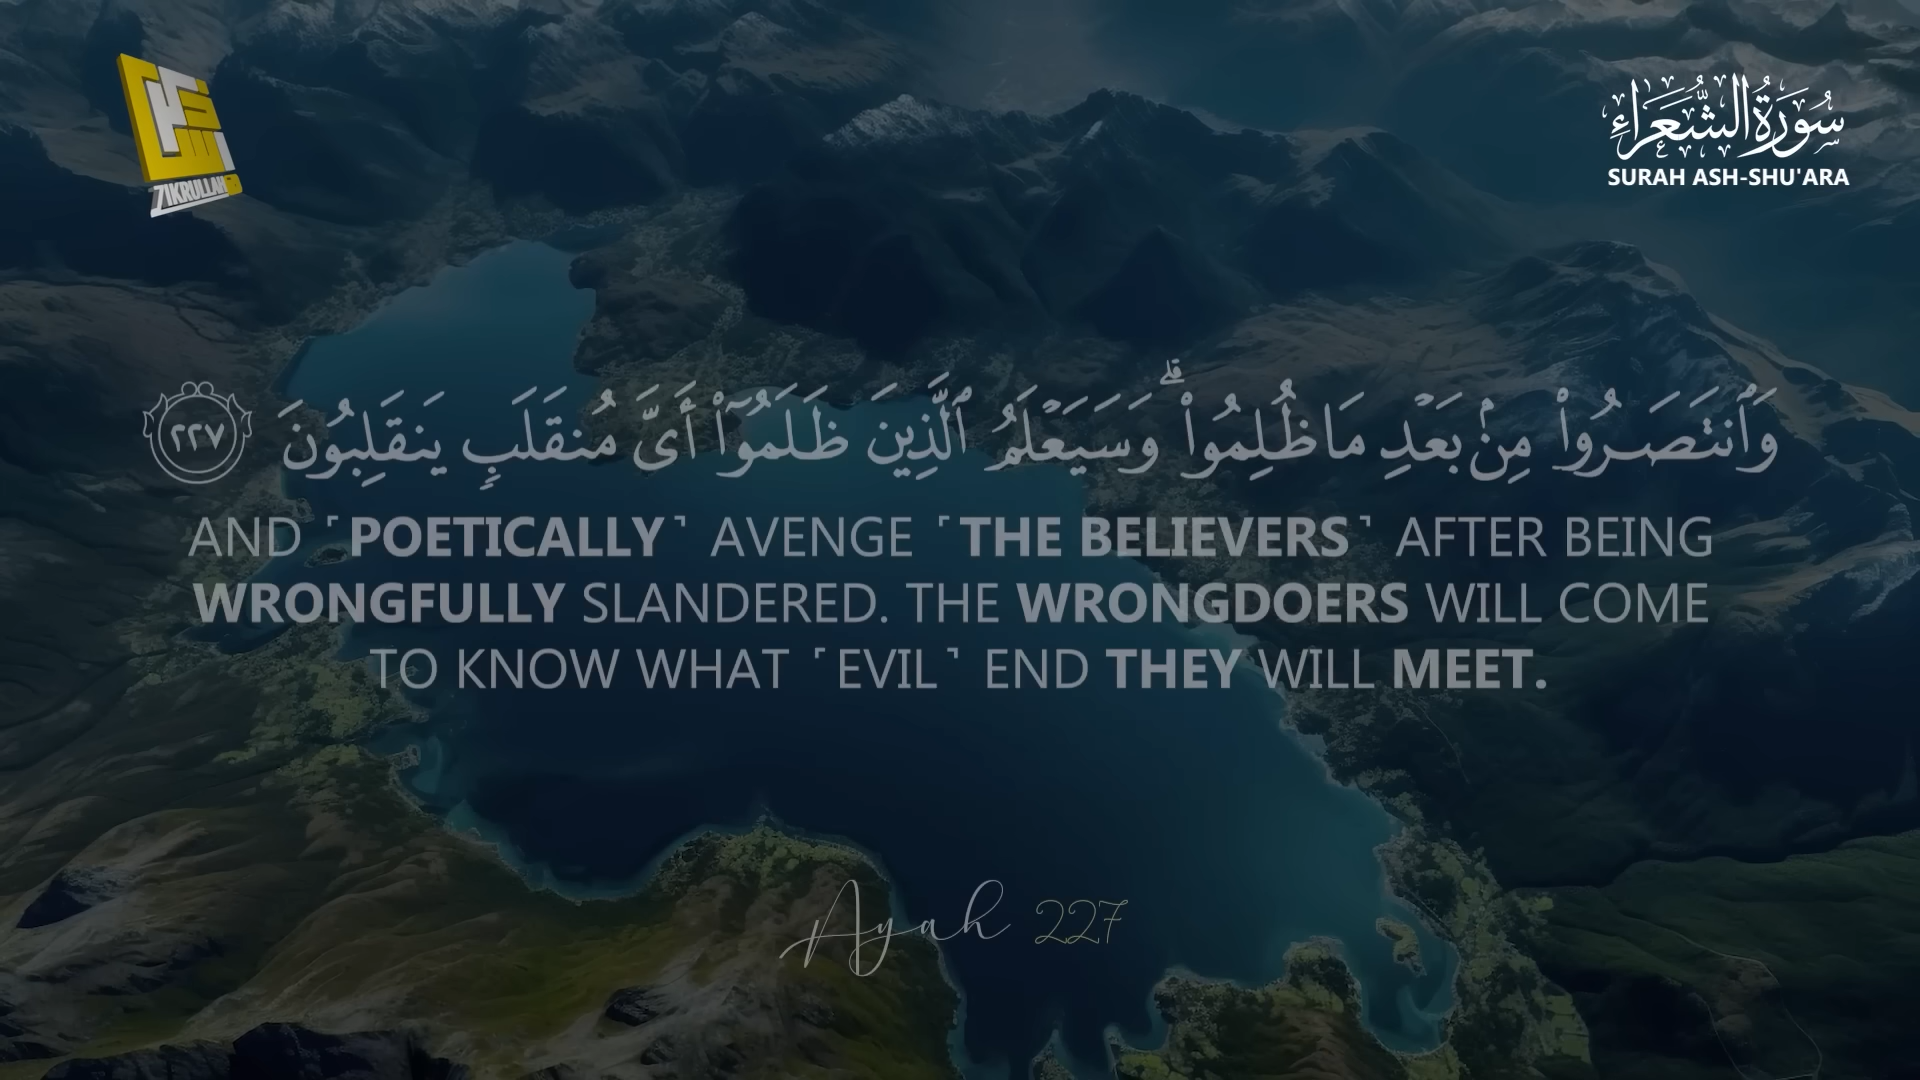 ذكر الله
ZIKRULLAH
سُورَةُ الشُّعَرَاءِ
SURAH ASH-SHU'ARA
وَٱنتَصَرُوا۟ مِنۢ بَعْدِ مَا ظُلِمُوا۟ ۗ وَسَيَعْلَمُ ٱلَّذِينَ ظَلَمُوٓا۟ أَىَّ مُنقَلَبٍ يَنقَلِبُونَ ٢٢٧
AND ˹POETICALLY˺ AVENGE ˹THE BELIEVERS˺ AFTER BEING
WRONGFULLY SLANDERED. THE WRONGDOERS WILL COME
TO KNOW WHAT ˹EVIL˺ END THEY WILL MEET.
Ayah 227